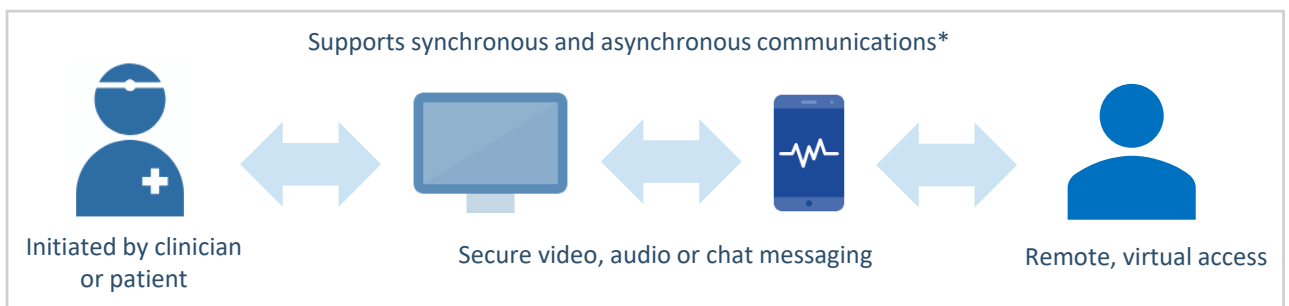 Supports synchronous and asynchronous communications*
Initiated by clinician
or patient
Secure video, audio or chat messaging
Remote, virtual access